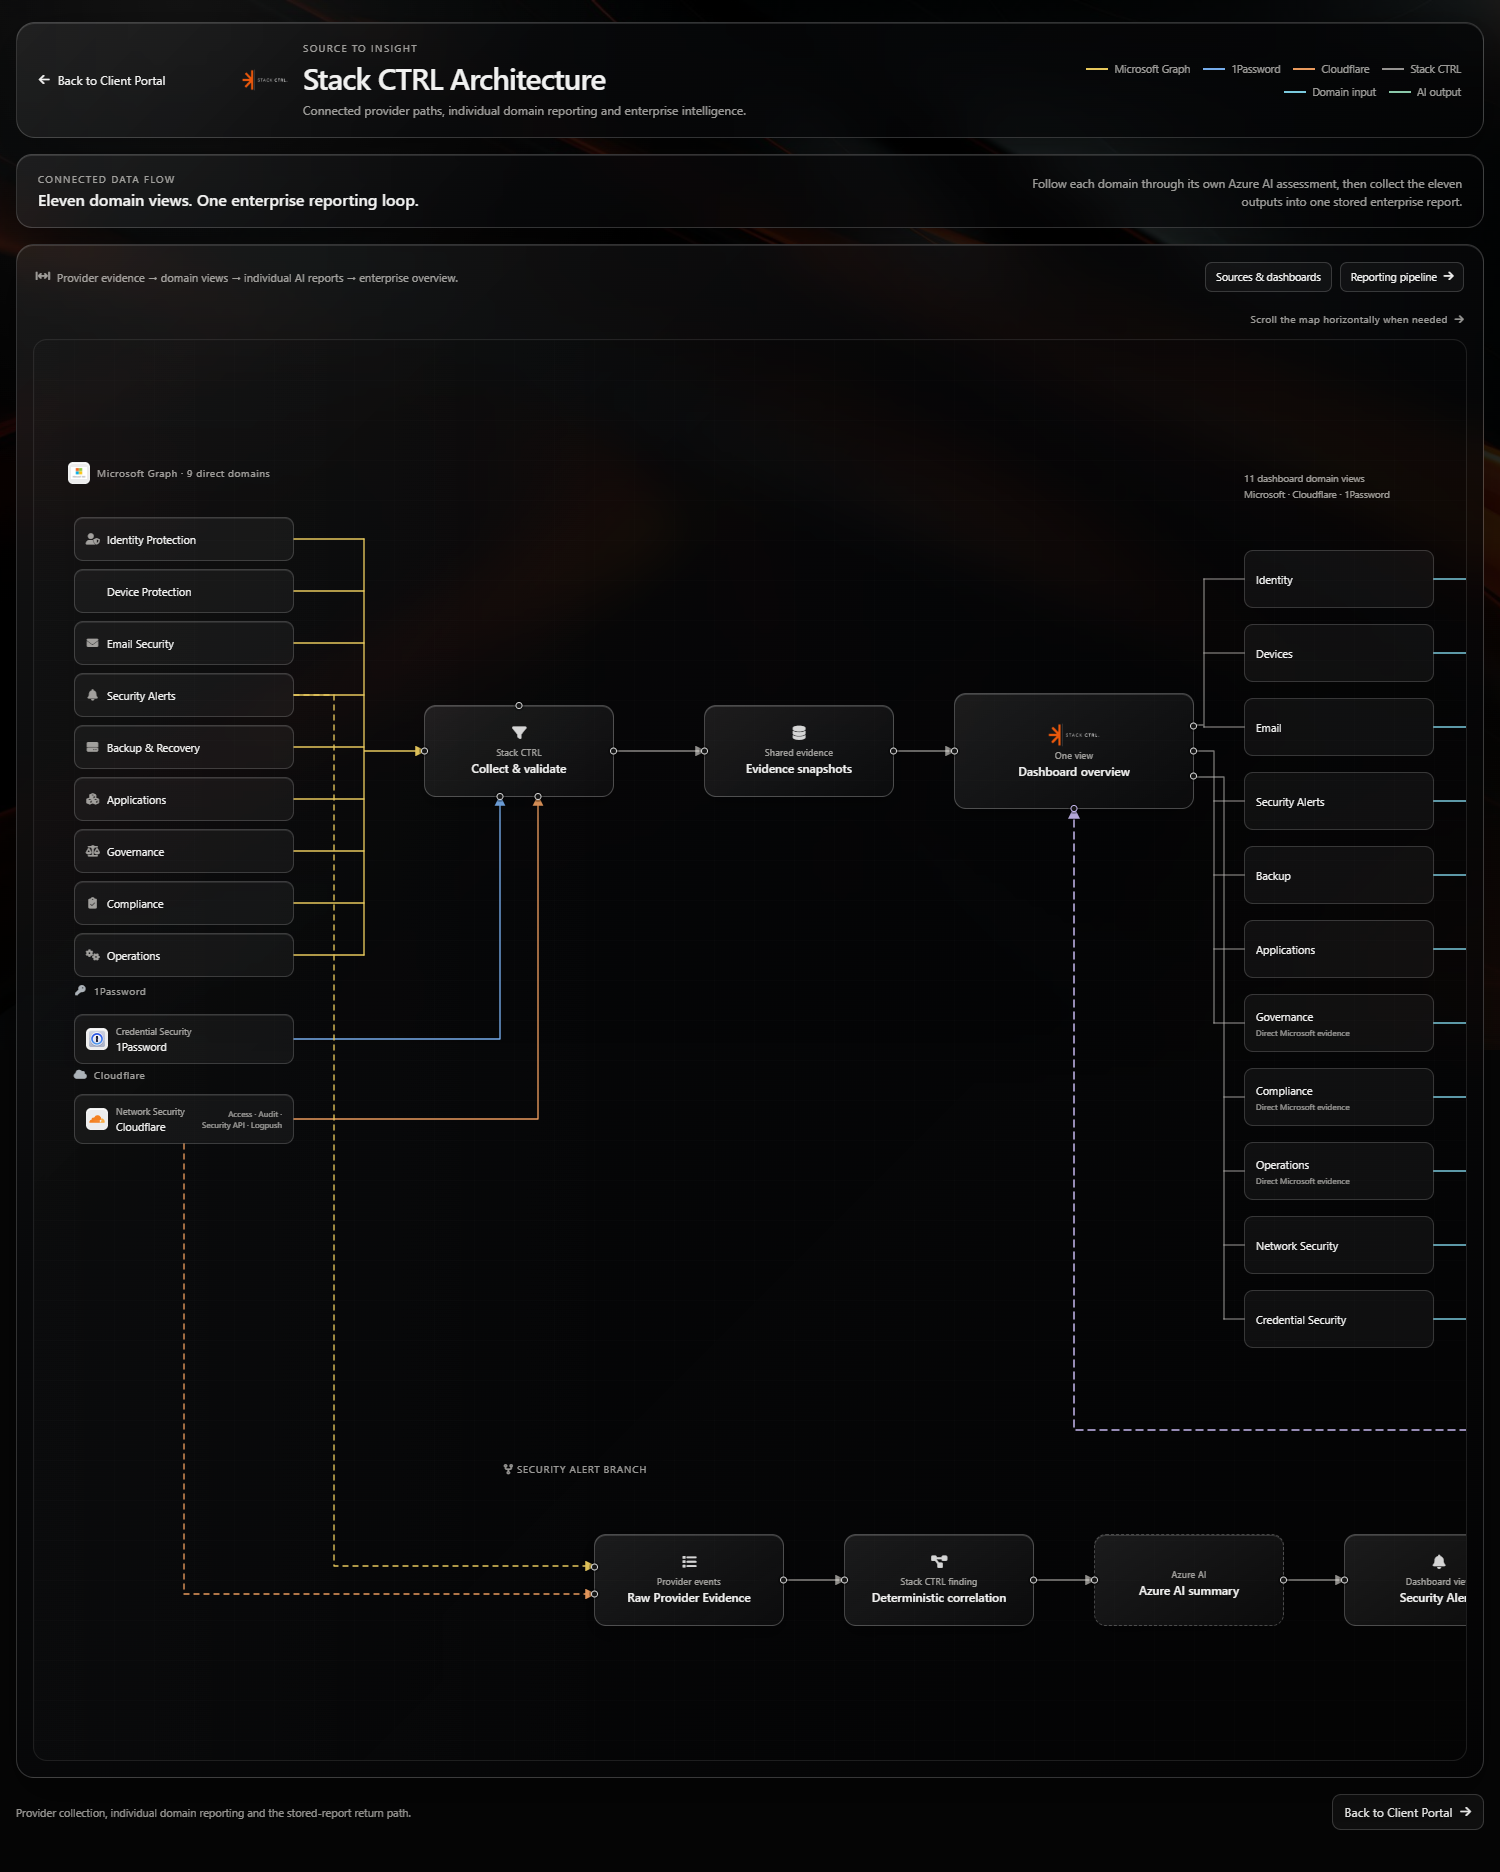 Back to Client Portal
STACK CTRL.
SOURCE TO INSIGHT
Stack CTRL Architecture
Connected provider paths, individual domain reporting and enterprise intelligence.
Microsoft Graph
1Password
Cloudflare
Stack CTRL
Domain input
AI output
CONNECTED DATA FLOW
Eleven domain views. One enterprise reporting loop.
Follow each domain through its own Azure AI assessment, then collect the eleven
outputs into one stored enterprise report.
Provider evidence → domain views → individual AI reports → enterprise overview.
Sources & dashboards
Reporting pipeline →
Scroll the map horizontally when needed →
Microsoft Graph · 9 direct domains
Identity Protection
Device Protection
Email Security
Security Alerts
Backup & Recovery
Applications
Governance
Compliance
Operations
1Password
Credential Security
1Password
Cloudflare
Network Security
Cloudflare
Access · Audit ·
Security API · Logpush
Stack CTRL
Collect & validate
Shared evidence
Evidence snapshots
STACK CTRL.
One view
Dashboard overview
11 dashboard domain views
Microsoft · Cloudflare · 1Password
Identity
Devices
Email
Security Alerts
Backup
Applications
Governance
Direct Microsoft evidence
Compliance
Direct Microsoft evidence
Operations
Direct Microsoft evidence
Network Security
Credential Security
SECURITY ALERT BRANCH
Provider events
Raw Provider Evidence
Stack CTRL finding
Deterministic correlation
Azure AI
Azure AI summary
Dashboard vie
Security Aler
Provider collection, individual domain reporting and the stored-report return path.
Back to Client Portal →